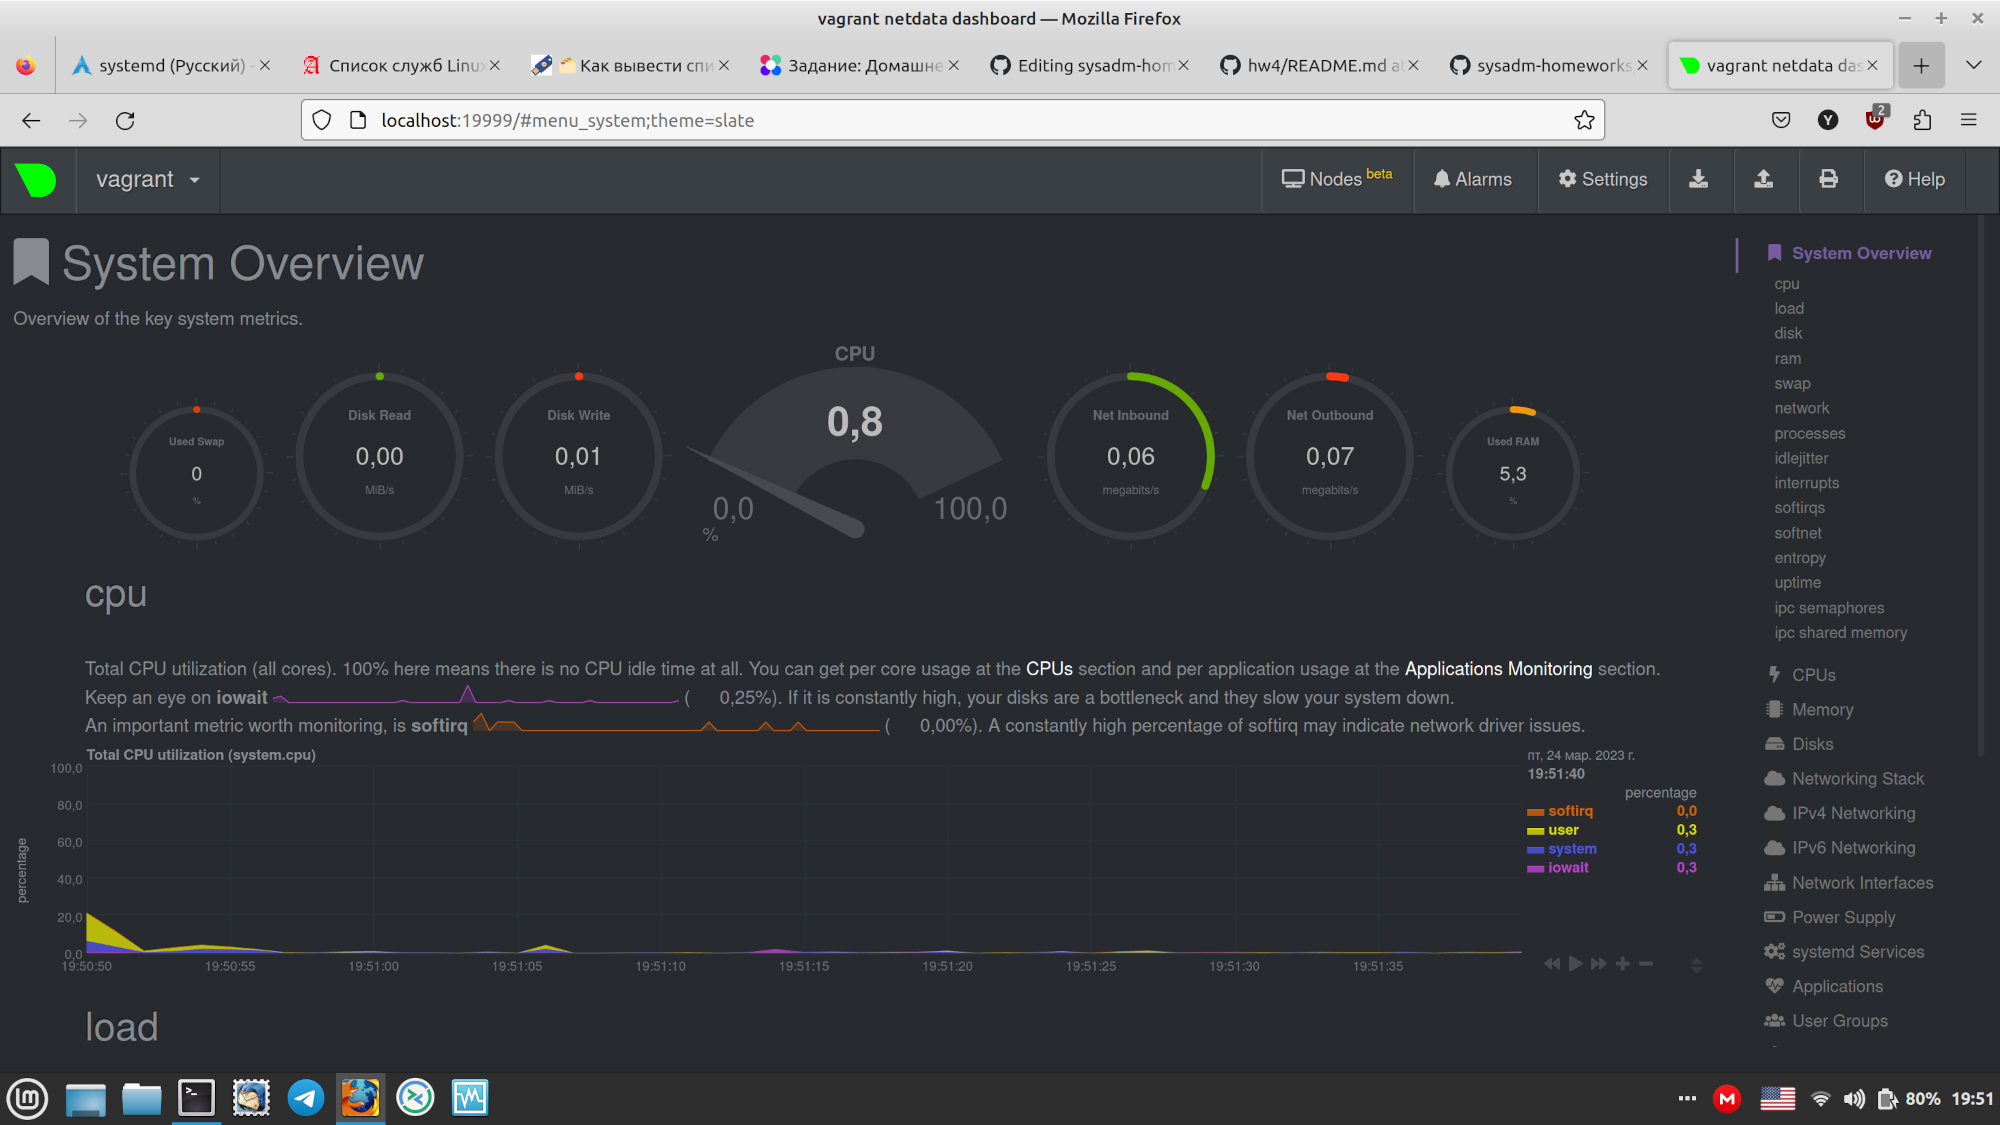 vagrant netdata dashboard — Mozilla Firefox
systemd (Русский) -
Список служб Linux
Как вывести спи
Задание: Домашне
Editing sysadm-hom
hw4/README.md at
sysadm-homeworks
vagrant netdata das
localhost:19999/#menu_system;theme=slate
2
vagrant
Nodes beta
Alarms
Settings
Help
System Overview
Overview of the key system metrics.
Used Swap
0
%
Disk Read
0,00
MiB/s
Disk Write
0,01
MiB/s
CPU
0,8
0,0
100,0
%
Net Inbound
0,06
megabits/s
Net Outbound
0,07
megabits/s
Used RAM
5,3
%
cpu
Total CPU utilization (all cores). 100% here means there is no CPU idle time at all. You can get per core usage at the CPUs section and per application usage at the Applications Monitoring section.
Keep an eye on iowait ( 0,25%). If it is constantly high, your disks are a bottleneck and they slow your system down.
An important metric worth monitoring, is softirq ( 0,00%). A constantly high percentage of softirq may indicate network driver issues.
Total CPU utilization (system.cpu)
пт, 24 мар. 2023 г.
19:51:40
percentage
softirq 0,0
user 0,3
system 0,3
iowait 0,3
percentage
100,0
80,0
60,0
40,0
20,0
0,0
19:50:50 19:50:55 19:51:00 19:51:05 19:51:10 19:51:15 19:51:20 19:51:25 19:51:30 19:51:35
load
System Overview
cpu
load
disk
ram
swap
network
processes
idlejitter
interrupts
softirqs
softnet
entropy
uptime
ipc semaphores
ipc shared memory
CPUs
Memory
Disks
Networking Stack
IPv4 Networking
IPv6 Networking
Network Interfaces
Power Supply
systemd Services
Applications
User Groups
80% 19:51